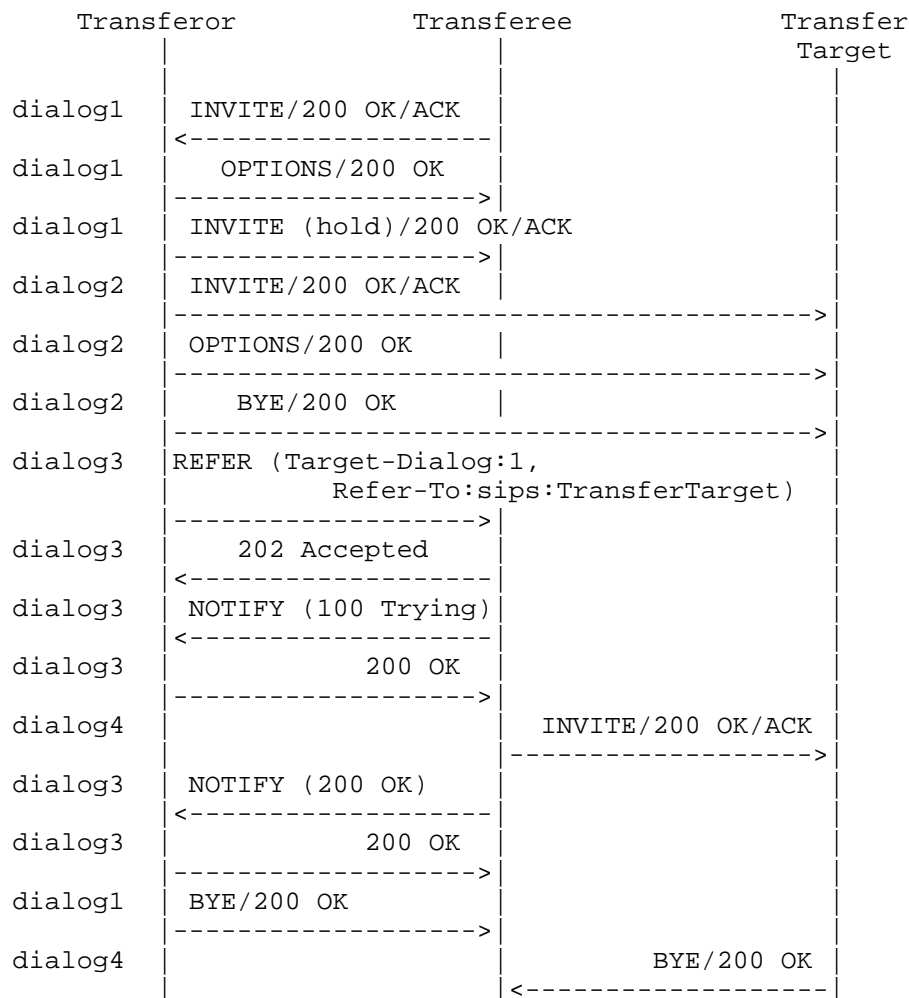 Transferor Transferee Transfer
Target
dialog1 INVITE/200 OK/ACK
dialog1 OPTIONS/200 OK
dialog1 INVITE (hold)/200 OK/ACK
dialog2 INVITE/200 OK/ACK
dialog2 OPTIONS/200 OK
dialog2 BYE/200 OK
dialog3 REFER (Target-Dialog:1,
Refer-To:sips:TransferTarget)
dialog3 202 Accepted
dialog3 NOTIFY (100 Trying)
dialog3 200 OK
dialog4 INVITE/200 OK/ACK
dialog3 NOTIFY (200 OK)
dialog3 200 OK
dialog1 BYE/200 OK
dialog4 BYE/200 OK